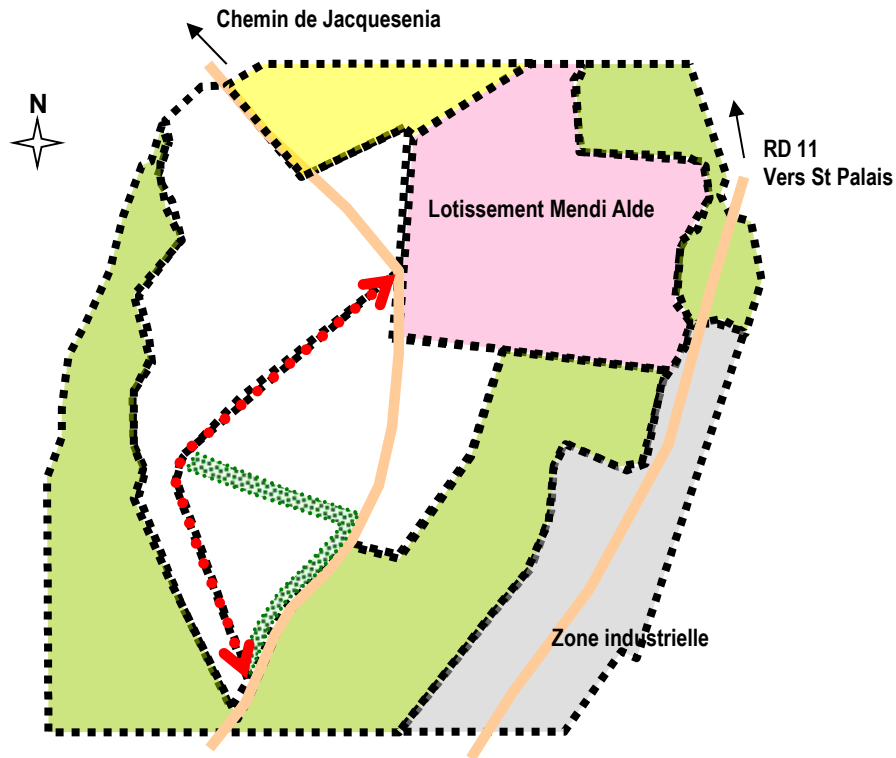 Chemin de Jacquesenia
N
RD 11
Vers St Palais
Lotissement Mendi Alde
Zone industrielle